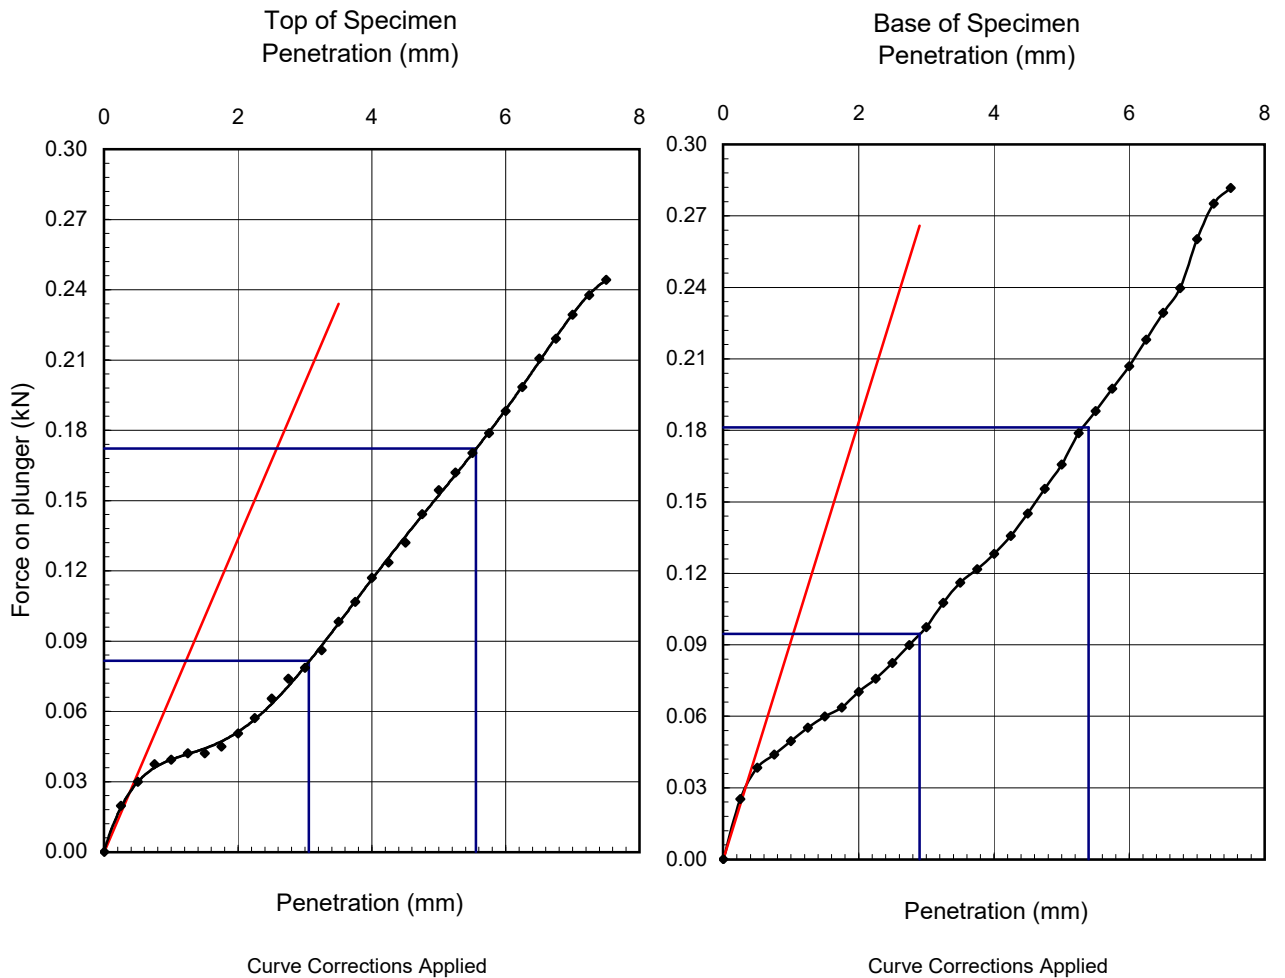 Top of Specimen
Penetration (mm)
0 2 4 6 8
0.30
0.27
0.24
0.21
0.18
0.15
0.12
0.09
0.06
0.03
0.00
Force on plunger (kN)
Penetration (mm)
Curve Corrections Applied
Base of Specimen
Penetration (mm)
0 2 4 6 8
0.30
0.27
0.24
0.21
0.18
0.15
0.12
0.09
0.06
0.03
0.00
Penetration (mm)
Curve Corrections Applied